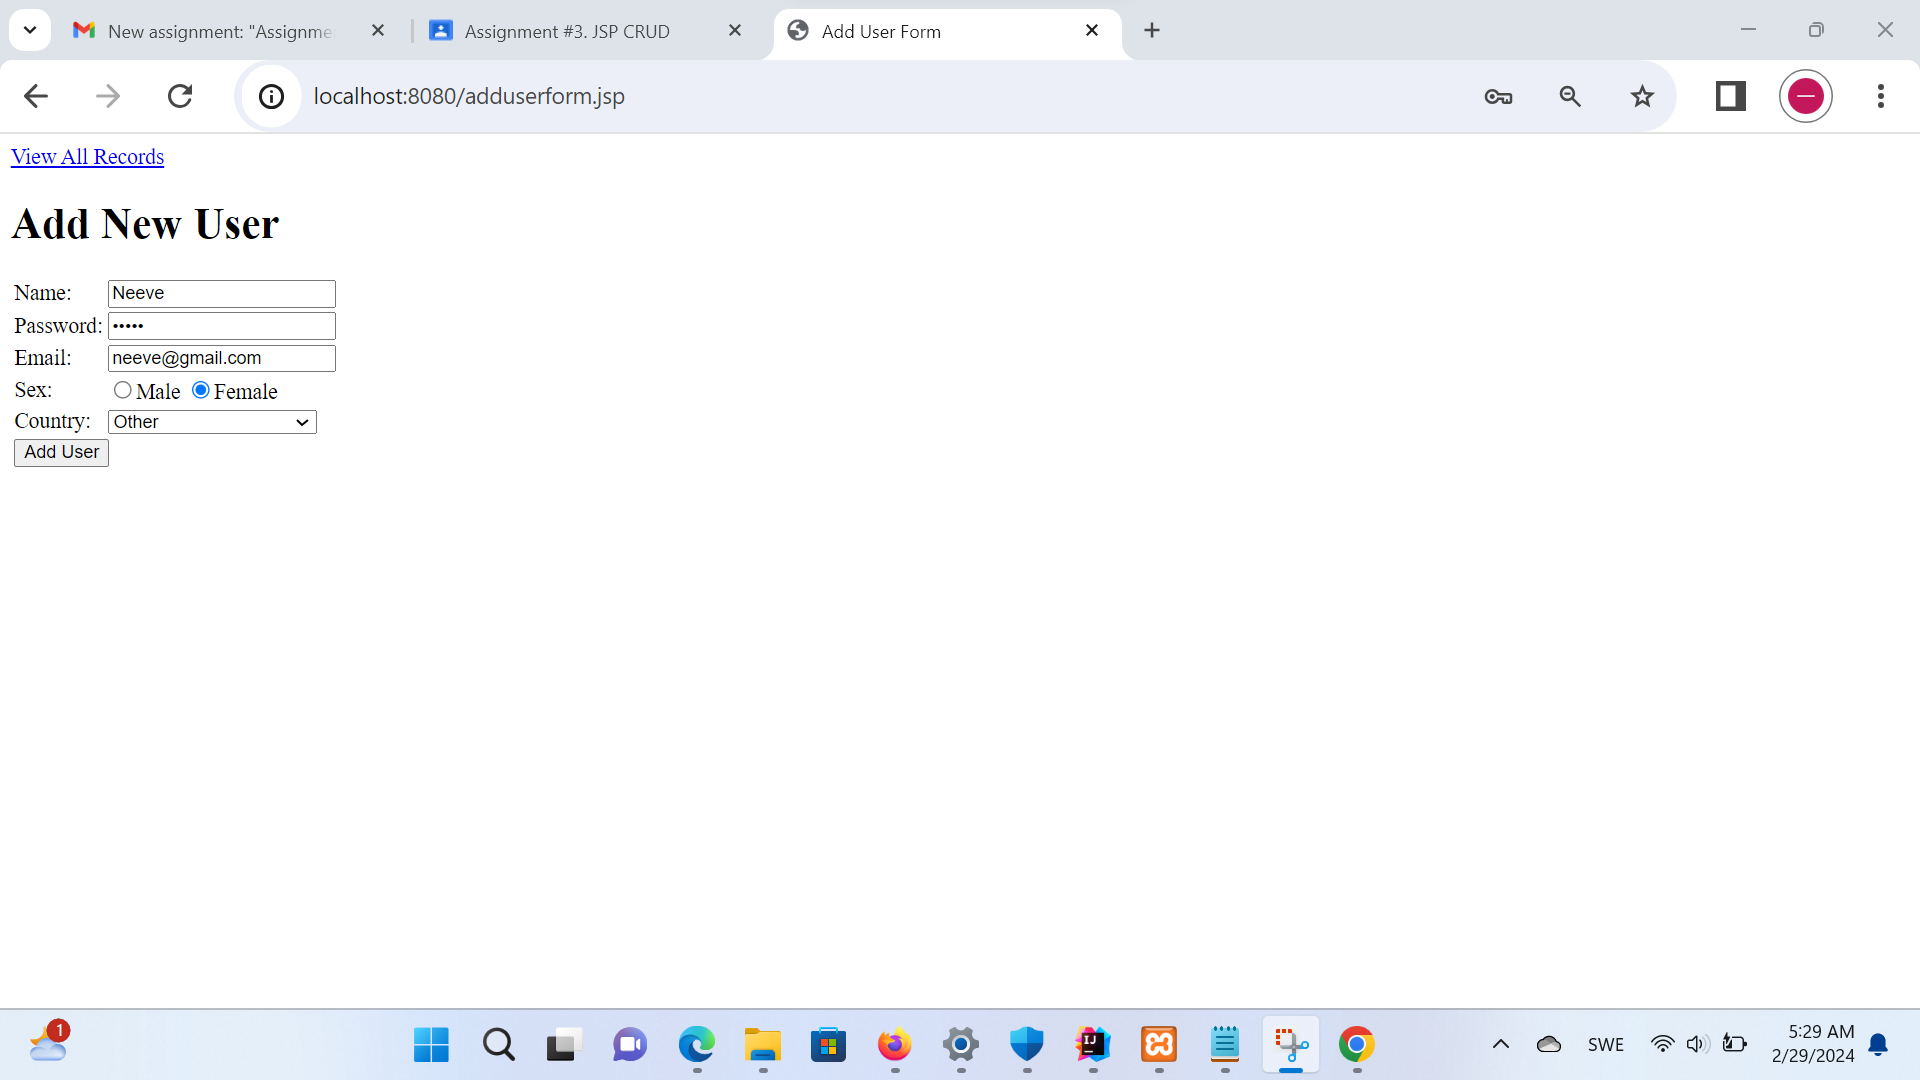 New assignment: "Assignme
Assignment #3. JSP CRUD
Add User Form
localhost:8080/adduserform.jsp
View All Records
Add New User
Name: Neeve
Password: •••••
Email: neeve@gmail.com
Sex: Male Female
Country: Other
Add User
1
SWE
5:29 AM
2/29/2024